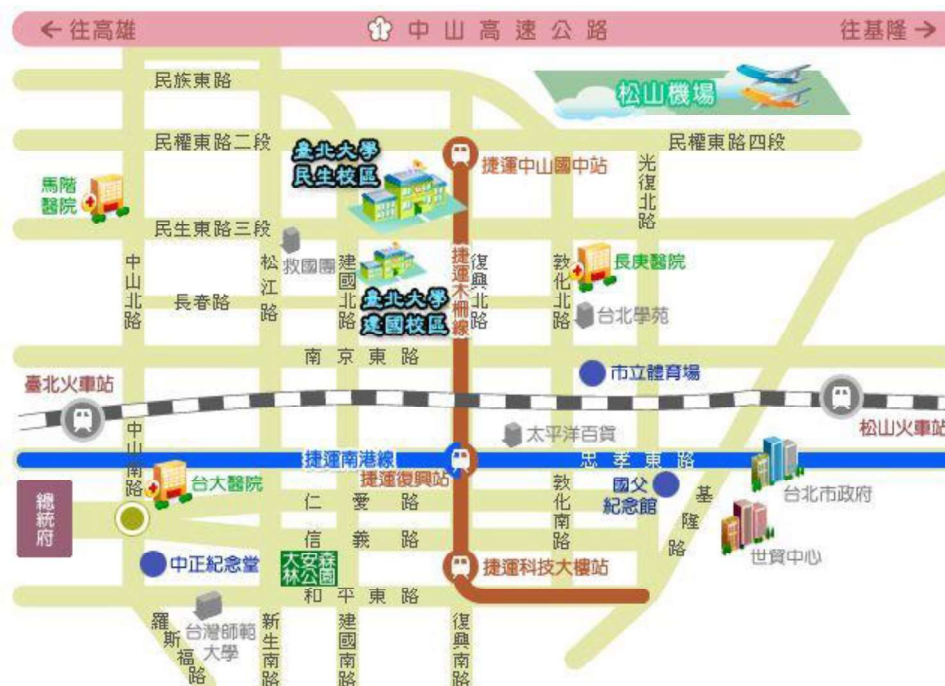 ←往高雄
1 中山高速公路
往基隆→
民族東路
松山機場
民權東路二段
民權東路四段
臺北大學
民生校區
捷運中山國中站
光復北路
馬階
醫院
民生東路三段
中山北路
松江路
救國團
建國北路
捷運木柵線
復興北路
敦化北路
長庚醫院
長春路
臺北大學
建國校區
台北學苑
南京東路
市立體育場
臺北火車站
松山火車站
中山南路
太平洋百貨
捷運南港線
忠孝東路
捷運復興站
台大醫院
敦化南路
國父
紀念館
基隆路
台北市政府
總統府
仁愛路
信義路
世貿中心
中正紀念堂
大安森
林公園
捷運科技大樓站
和平東路
羅斯福路
台灣師範
大學
新生南路
建國南路
復興南路